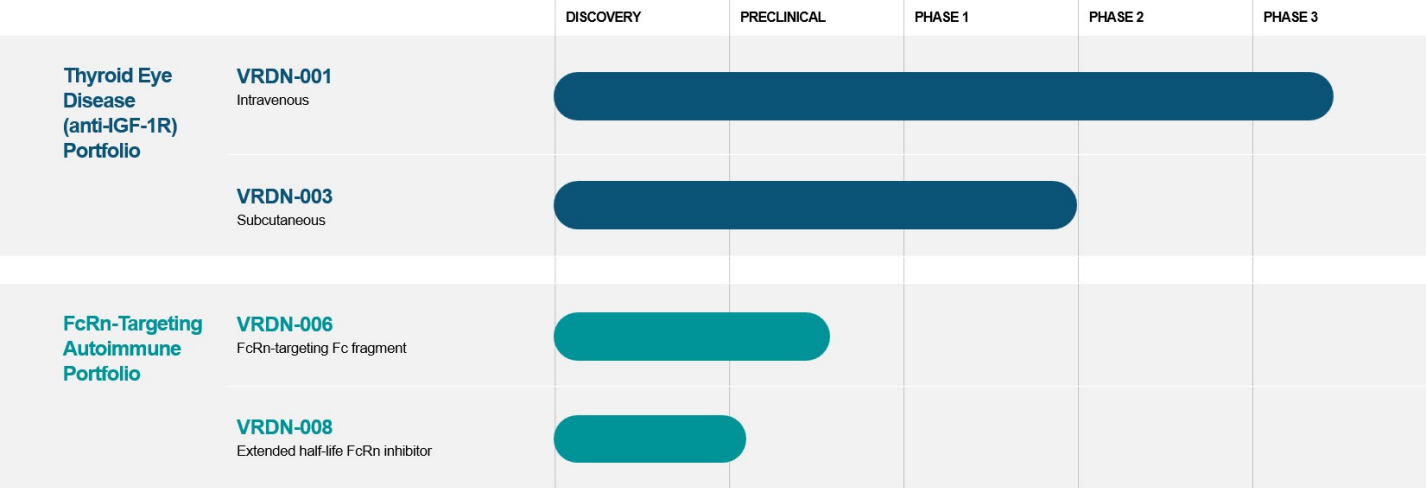 DISCOVERY
PRECLINICAL
PHASE 1
PHASE 2
PHASE 3
Thyroid Eye
Disease
(anti-IGF-1R)
Portfolio
VRDN-001
Intravenous
VRDN-003
Subcutaneous
FcRn-Targeting
Autoimmune
Portfolio
VRDN-006
FcRn-targeting Fc fragment
VRDN-008
Extended half-life FcRn inhibitor